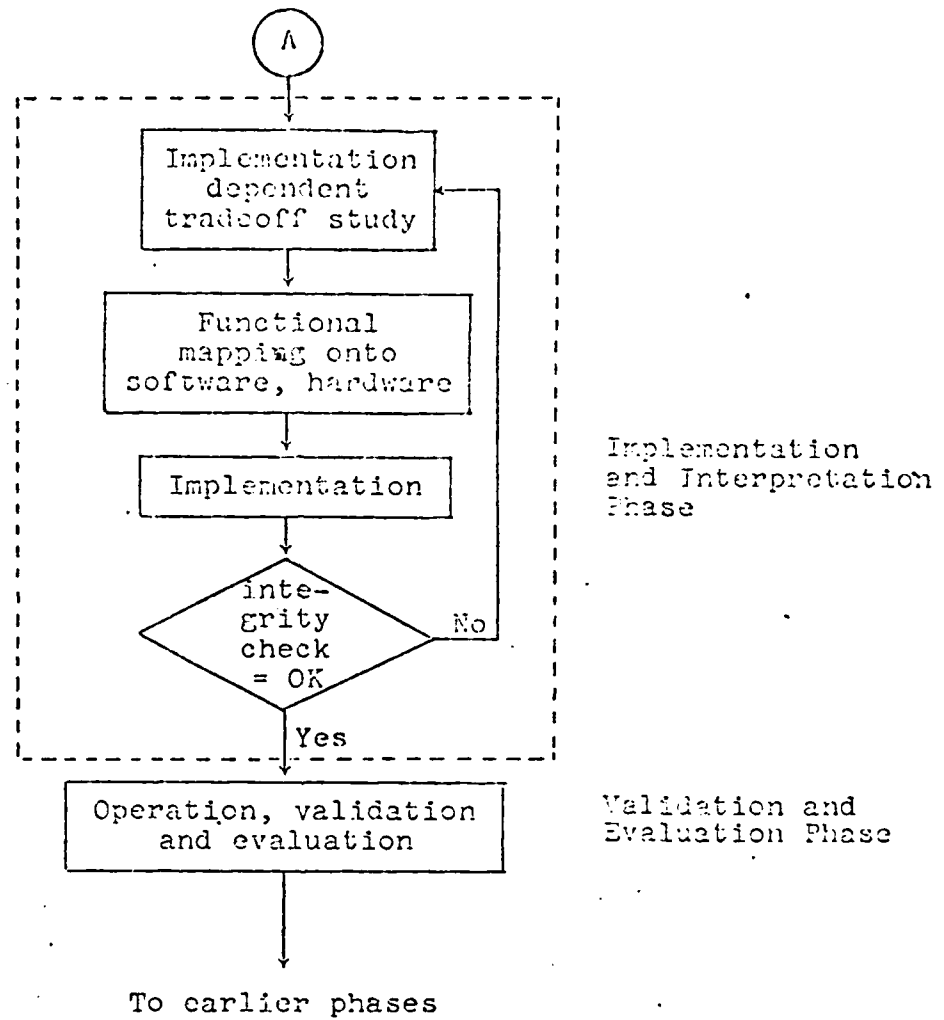 A
Implementation
dependent
tradeoff study
Functional
mapping onto
software, hardware
Implementation
Implementation
and Interpretation
Phase
inte-
grity
check
= OK
No
Yes
Operation, validation
and evaluation
Validation and
Evaluation Phase
To earlier phases